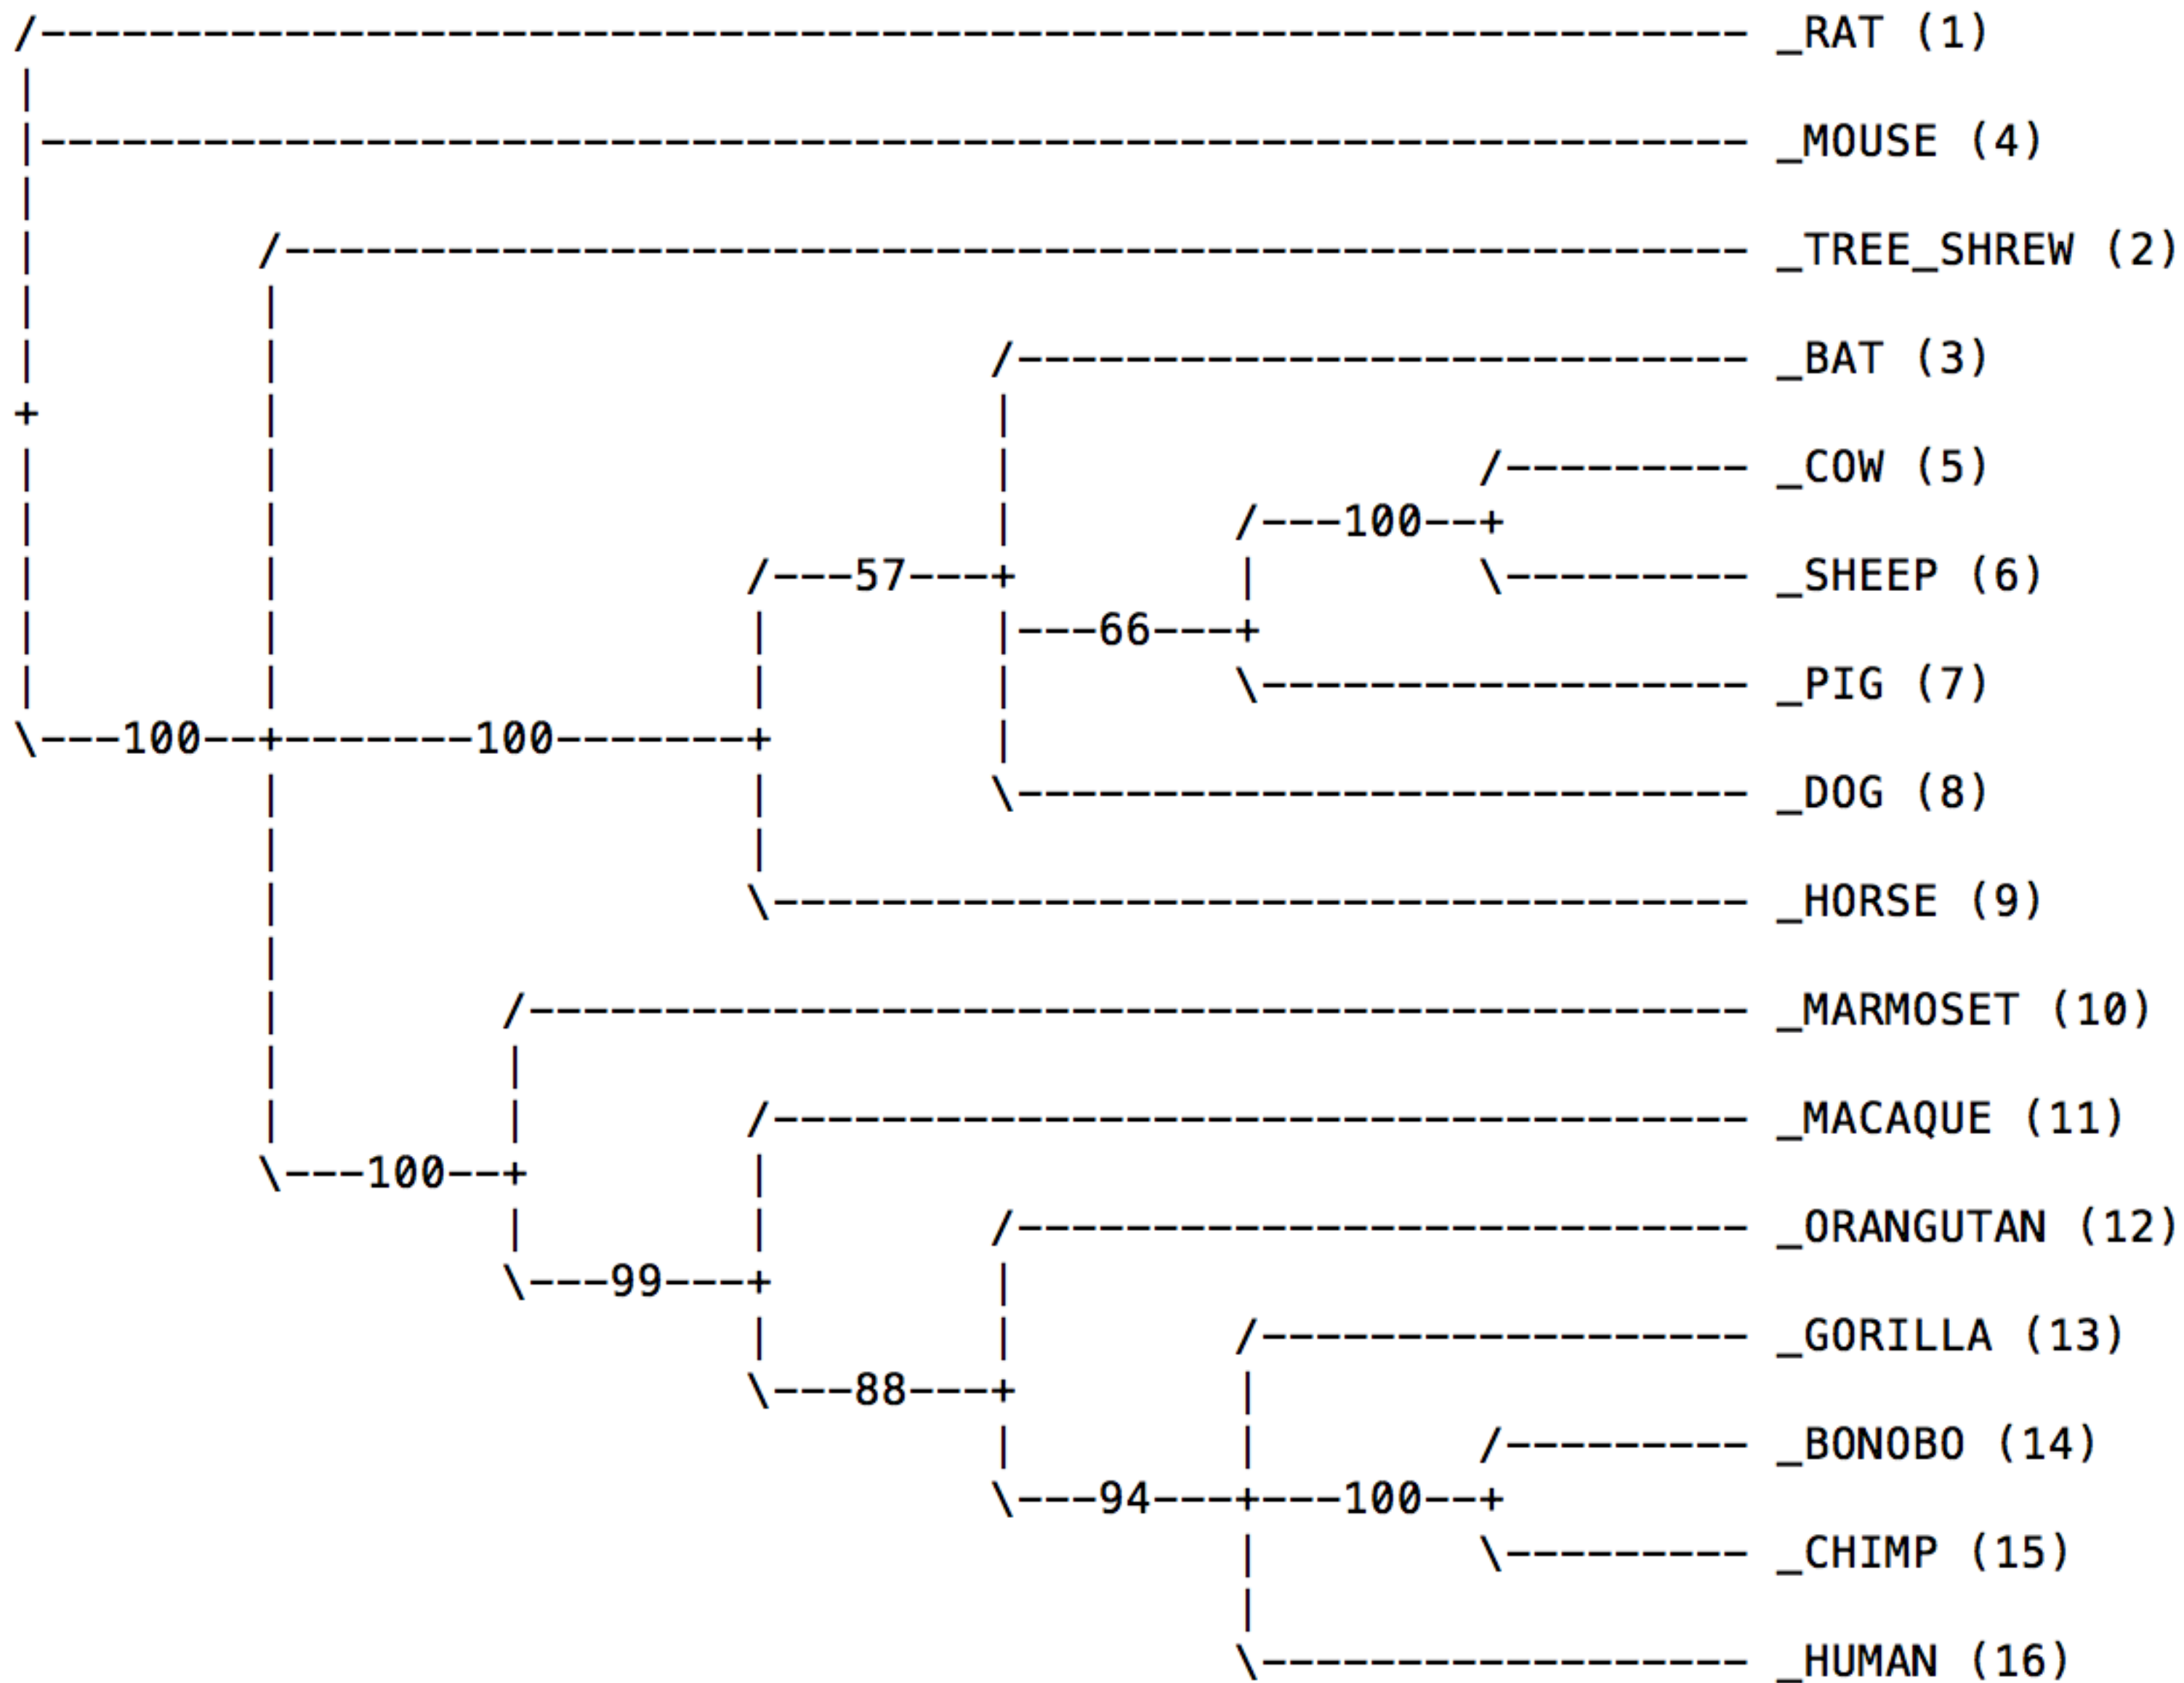 /--------------------------------------------------------------- _RAT (1)
|
|--------------------------------------------------------------- _MOUSE (4)
|
|        /------------------------------------------------------ _TREE_SHREW (2)
|        |
|        |                          /--------------------------- _BAT (3)
+        |                          |
|        |                          |                 /--------- _COW (5)
|        |                          |        /---100--+
|        |                 /---57---+        |        \--------- _SHEEP (6)
|        |                 |        |---66---+
|        |                 |        |        \------------------ _PIG (7)
\---100--+-------100-------+        |
         |                 |        \--------------------------- _DOG (8)
         |                 |
         |                 \------------------------------------ _HORSE (9)
         |
         |        /--------------------------------------------- _MARMOSET (10)
         |        |
         |        |        /------------------------------------ _MACAQUE (11)
         \---100--+        |
                  |        |        /--------------------------- _ORANGUTAN (12)
                  \---99---+        |
                           |        |        /------------------ _GORILLA (13)
                           \---88---+        |
                                    |        |        /--------- _BONOBO (14)
                                    \---94---+---100--+
                                             |        \--------- _CHIMP (15)
                                             |
                                             \------------------ _HUMAN (16)